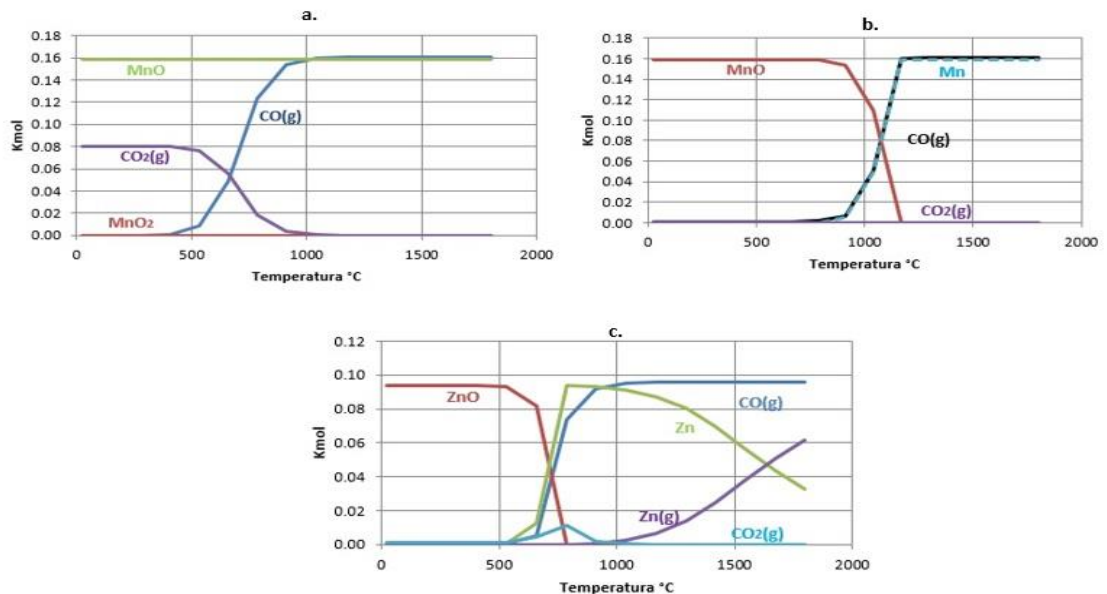 a.
0.18
0.16
0.14
0.12
0.10
0.08
0.06
0.04
0.02
0.00
Kmol
MnO
CO(g)
CO₂(g)
MnO₂
0 500 1000 1500 2000
Temperatura °C
b.
0.18
0.16
0.14
0.12
0.10
0.08
0.06
0.04
0.02
0.00
Kmol
MnO
Mn
CO(g)
CO₂(g)
0 500 1000 1500 2000
Temperatura °C
c.
0.12
0.10
0.08
0.06
0.04
0.02
0.00
Kmol
ZnO
CO(g)
Zn
Zn(g)
CO₂(g)
0 500 1000 1500 2000
Temperatura °C